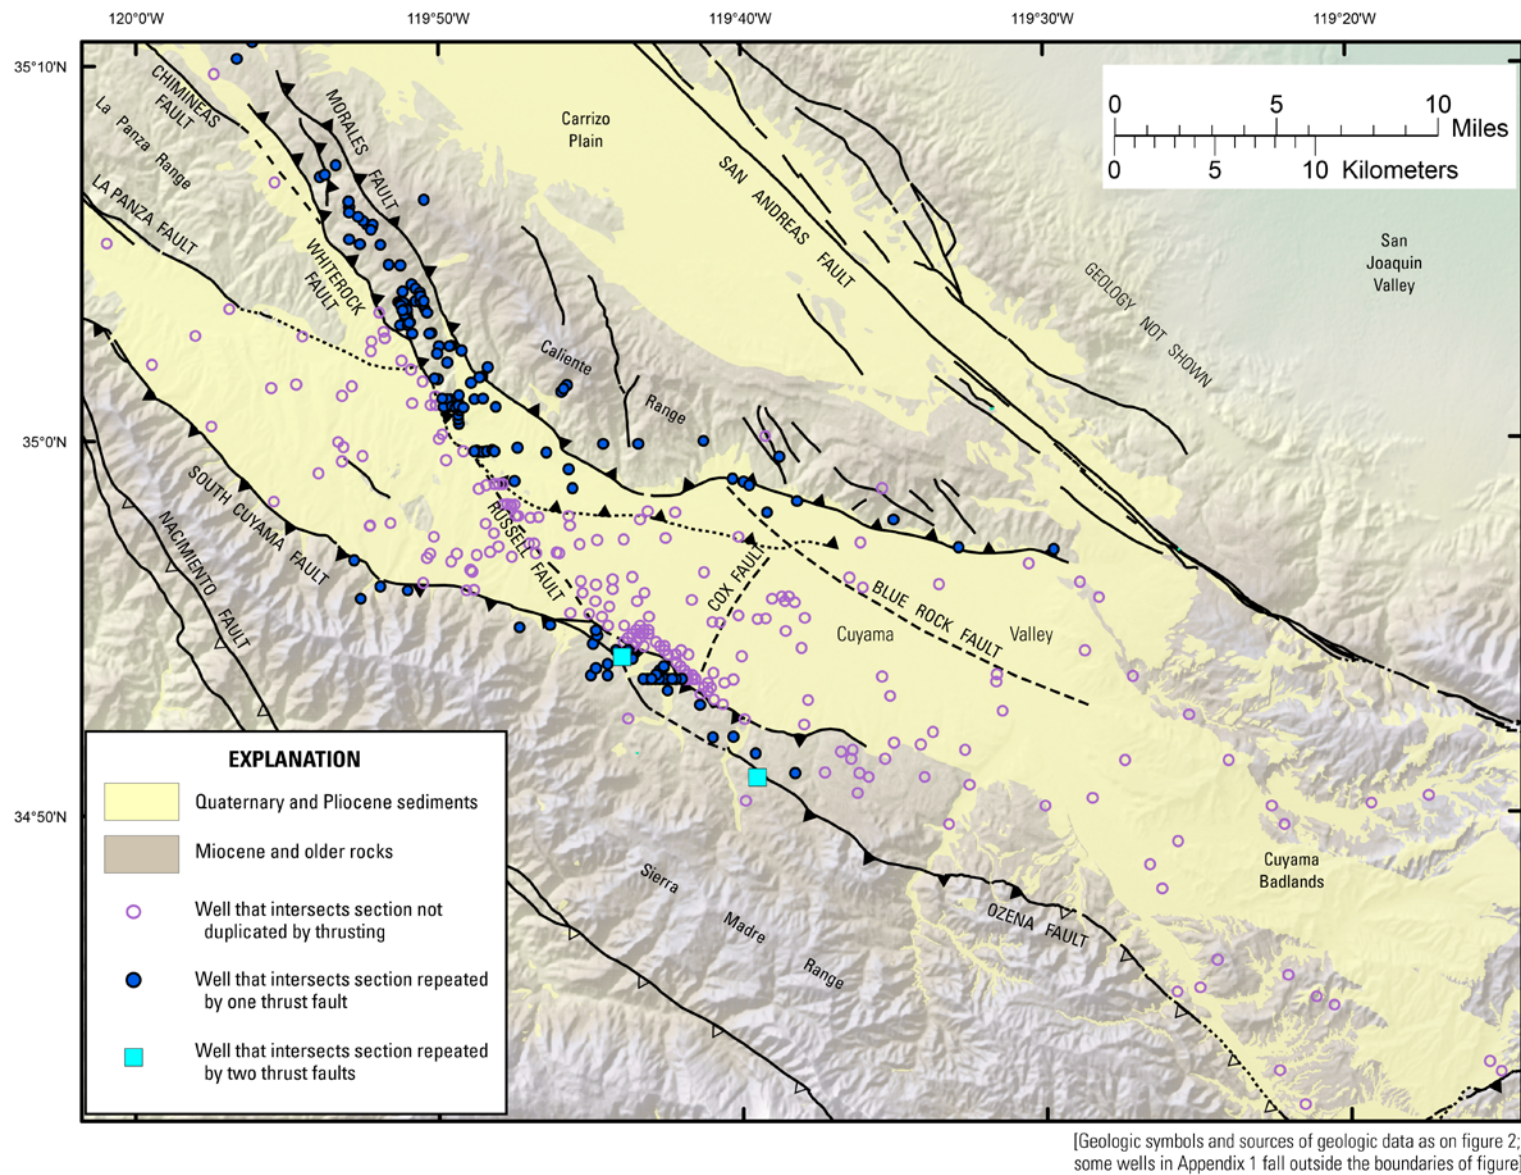 120°0'W 119°50'W 119°40'W 119°30'W 119°20'W
35°10'N
35°0'N
34°50'N
CHIMINEAS
FAULT
La Panza Range
LA PANZA FAULT
MORALES
FAULT
WHITEROCK
FAULT
Carrizo
Plain
SAN ANDREAS FAULT
0 5 10
Miles
0 5 10 Kilometers
San
Joaquin
Valley
GEOLOGY NOT SHOWN
Caliente
Range
SOUTH CUYAMA FAULT
NACIMIENTO FAULT
RUSSELL FAULT
COX FAULT
BLUE ROCK FAULT
Cuyama Valley
Cuyama
Badlands
OZENA FAULT
Sierra
Madre
Range
EXPLANATION
Quaternary and Pliocene sediments
Miocene and older rocks
Well that intersects section not
duplicated by thrusting
Well that intersects section repeated
by one thrust fault
Well that intersects section repeated
by two thrust faults
[Geologic symbols and sources of geologic data as on figure 2;
some wells in Appendix 1 fall outside the boundaries of figure]